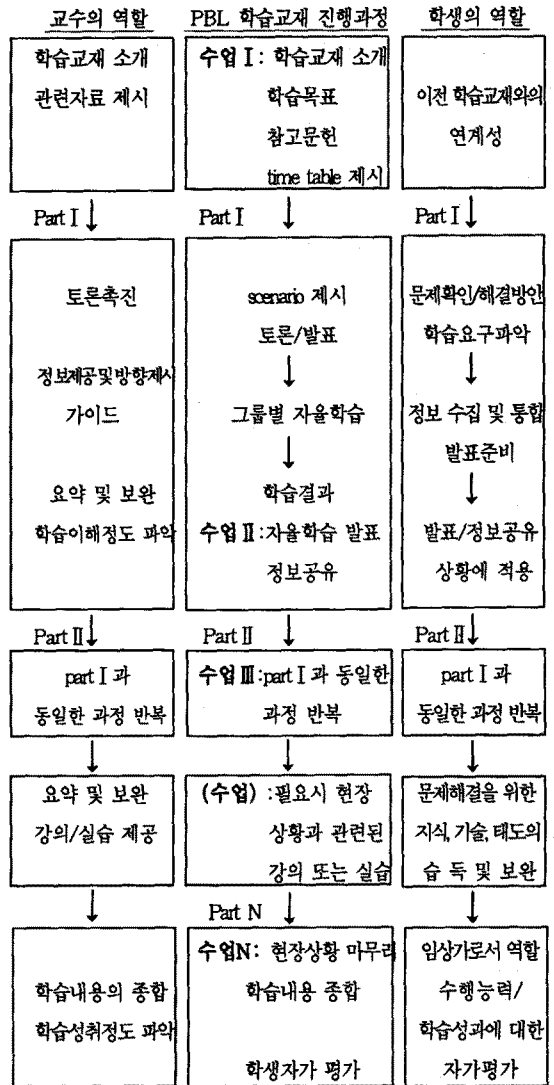 교수의 역할 PBL 학습교재 진행과정 학생의 역할
학습교재 소개
관련자료 제시
수업 Ⅰ: 학습교재 소개
학습목표
참고문헌
time table 제시
이전 학습교재와의
연계성
Part Ⅰ Part Ⅰ Part Ⅰ
토론촉진
정보제공및방향제시
가이드
요약 및 보완
학습이해정도 파악
scenario 제시
토론/발표
그룹별 자율학습
학습결과
수업 Ⅱ:자율학습 발표
정보공유
문제확인/해결방안
학습요구파악
정보 수집 및 통합
발표준비
발표/정보공유
상황에 적용
Part Ⅱ Part Ⅱ Part Ⅱ
part Ⅰ 과
동일한 과정 반복
수업 Ⅲ:part Ⅰ 과 동일한
과정 반복
part Ⅰ 과
동일한 과정 반복
요약 및 보완
강의/실습 제공
(수업) :필요시 현장
상황과 관련된
강의 또는 실습
문제해결을 위한
지식, 기술, 태도의
습 득 및 보완
Part N
학습내용의 종합
학습성취정도 파악
수업N: 현장상황 마무리
학습내용 종합
학생자가 평가
임상가로서 역할
수행능력/
학습성과에 대한
자가평가